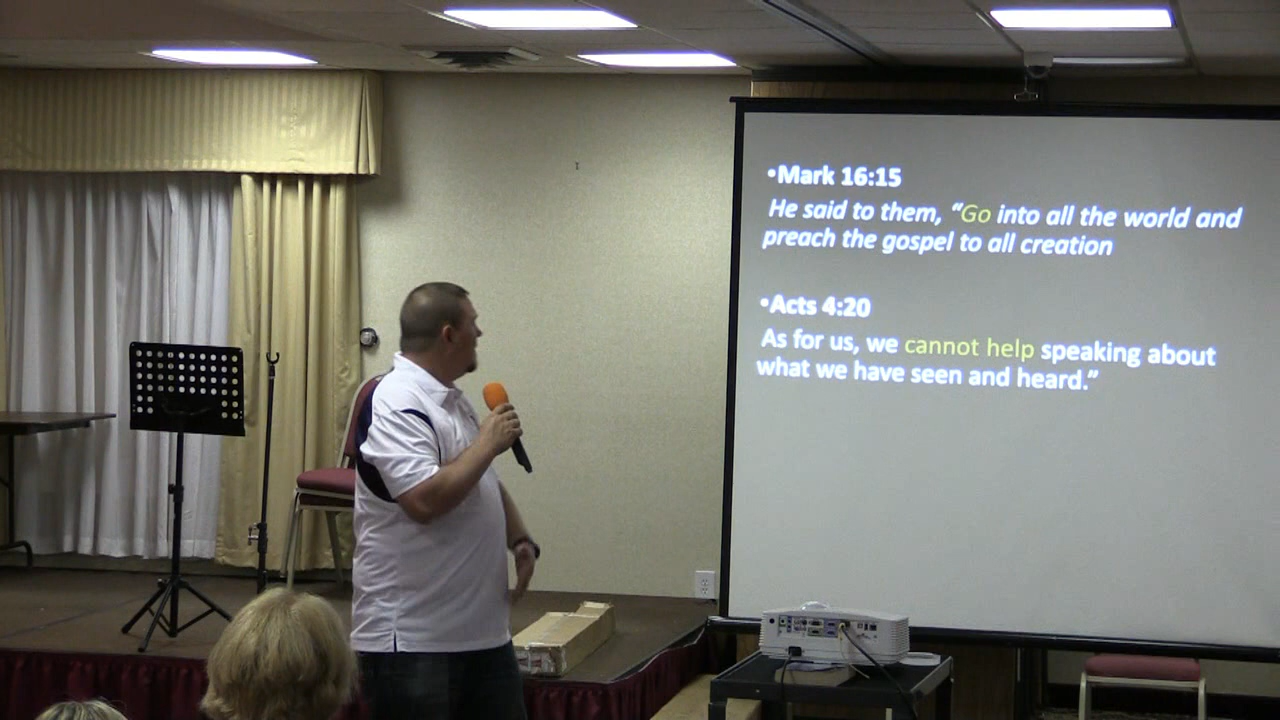 •Mark 16:15
He said to them, “Go into all the world and
preach the gospel to all creation
•Acts 4:20
As for us, we cannot help speaking about
what we have seen and heard.”